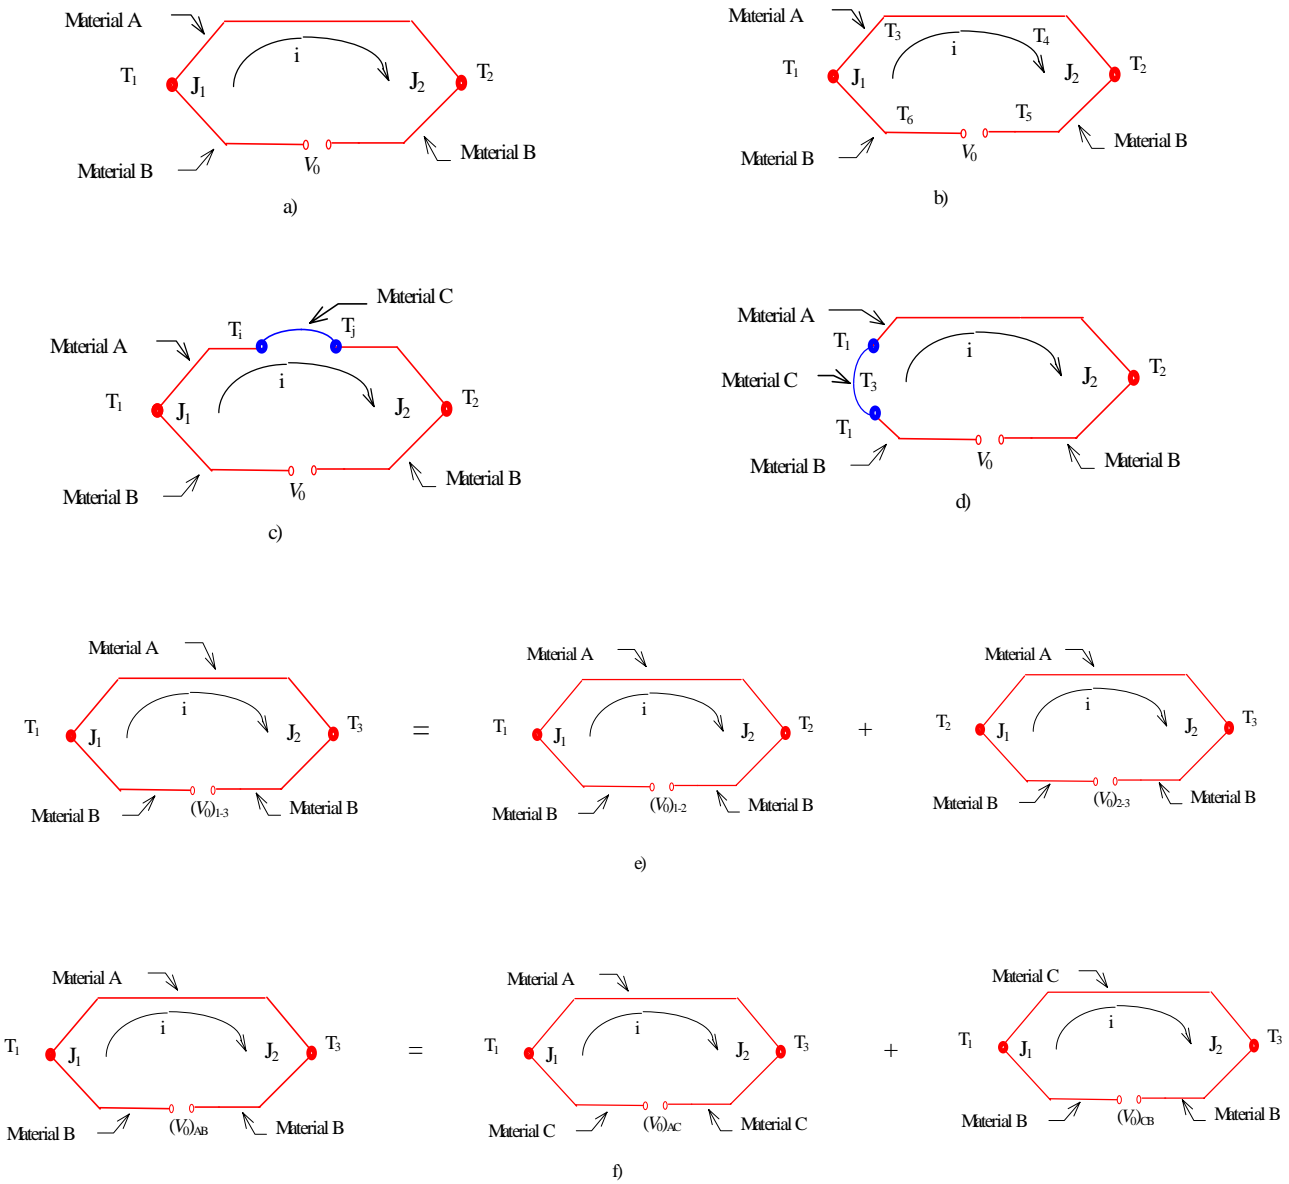 Material A
T1 J1 i J2 T2
Material B V0 Material B
a)
Material A T3 i T4
T1 J1 J2 T2
T6 T5
Material B V0 Material B
b)
Material C
Ti Tj
Material A
T1 J1 i J2 T2
Material B V0 Material B
c)
Material A
T1 i
Material C T3 J2 T2
T1
Material B V0 Material B
d)
Material A
T1 J1 i J2 T3
Material B (V0)1-3 Material B
=
Material A
T1 J1 i J2 T2
Material B (V0)1-2 Material B
+
Material A
T2 J1 i J2 T3
Material B (V0)2-3 Material B
e)
Material A
T1 J1 i J2 T3
Material B (V0)AB Material B
=
Material A
T1 J1 i J2 T3
Material C (V0)AC Material C
+
Material C
T1 J1 i J2 T3
Material B (V0)CB Material B
f)